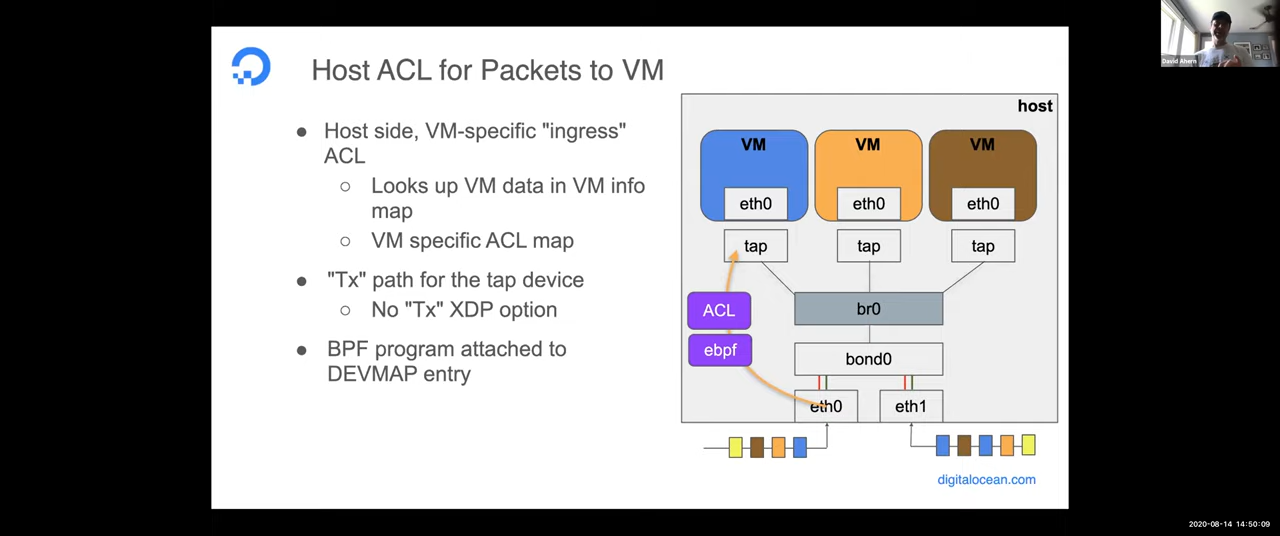 Host ACL for Packets to VM
Host side, VM-specific "ingress"
ACL
Looks up VM data in VM info
map
VM specific ACL map
"Tx" path for the tap device
No "Tx" XDP option
BPF program attached to
DEVMAP entry
host
VM VM VM
eth0 eth0 eth0
tap tap tap
ACL
br0
ebpf
bond0
eth0 eth1
digitalocean.com
David Ahern
2020-08-14 14:50:09